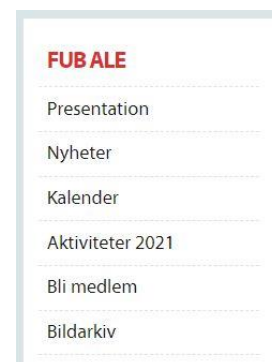 FUB ALE
Presentation
Nyheter
Kalender
Aktiviteter 2021
Bli medlem
Bildarkiv